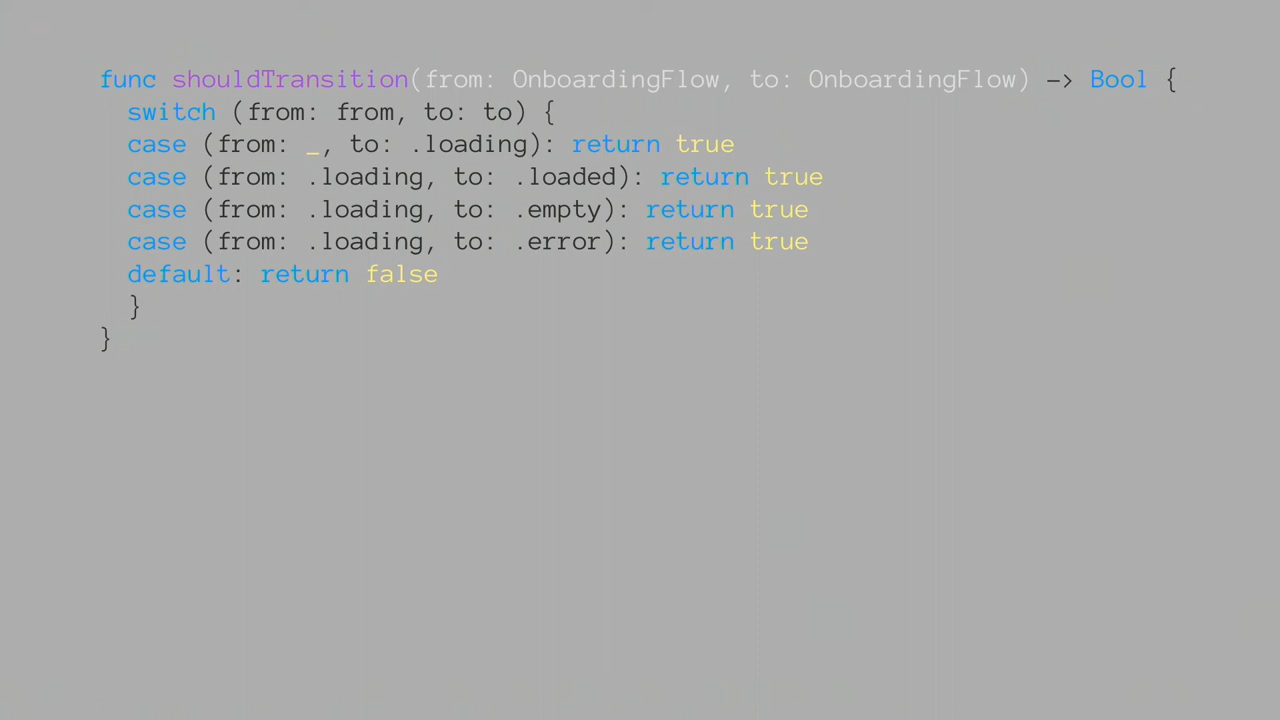 func shouldTransition(from: OnboardingFlow, to: OnboardingFlow) -> Bool {
switch (from: from, to: to) {
case (from: _, to: .loading): return true
case (from: .loading, to: .loaded): return true
case (from: .loading, to: .empty): return true
case (from: .loading, to: .error): return true
default: return false
}
}